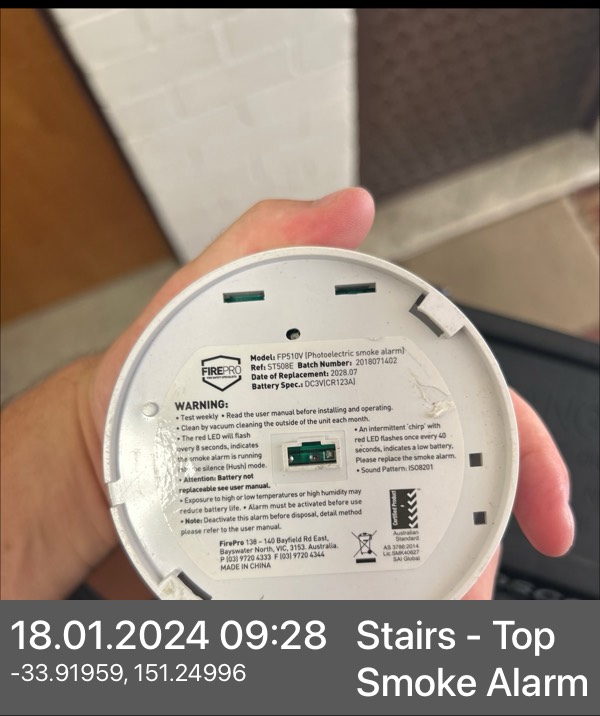 FIREPRO
Model: FP510V (Photoelectric smoke alarm)
Ref: ST508E Batch Number: 2018071402
Date of Replacement: 2028.07
Battery Spec.: DC3V(CR123A)
WARNING:
• Test weekly • Read the user manual before installing and operating.
• Clean by vacuum cleaning the outside of the unit each month.
• The red LED will flash
every 8 seconds, indicates
the smoke alarm is running
the silence (Hush) mode.
• Attention: Battery not
replaceable see user manual.
• An intermittent 'chirp' with
red LED flashes once every 40
seconds, indicates a low battery.
Please replace the smoke alarm.
• Sound Pattern: ISO8201
• Exposure to high or low temperatures or high humidity may
reduce battery life. • Alarm must be activated before use
• Note: Deactivate this alarm before disposal, detail method
please refer to the user manual.
FirePro 138 – 140 Bayfield Rd East,
Bayswater North, VIC, 3153. Australia.
P (03) 9720 4333 F (03) 9720 4344
MADE IN CHINA
Certified Product
Australian
Standard
AS 3786:2014
Lic SMK40827
SAI Global
18.01.2024 09:28
-33.91959, 151.24996
Stairs - Top
Smoke Alarm